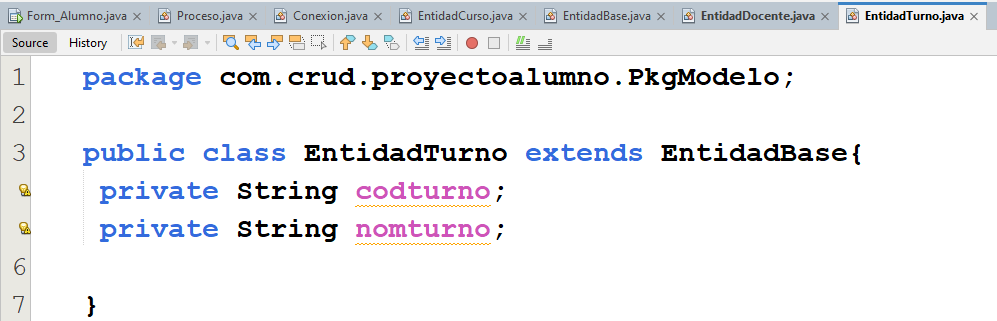 Form_Alumno.java Proceso.java Conexion.java EntidadCurso.java EntidadBase.java EntidadDocente.java EntidadTurno.java
Source History
1 package com.crud.proyectoalumno.PkgModelo;
2
3 public class EntidadTurno extends EntidadBase{
private String codturno;
private String nomturno;
6
7 }